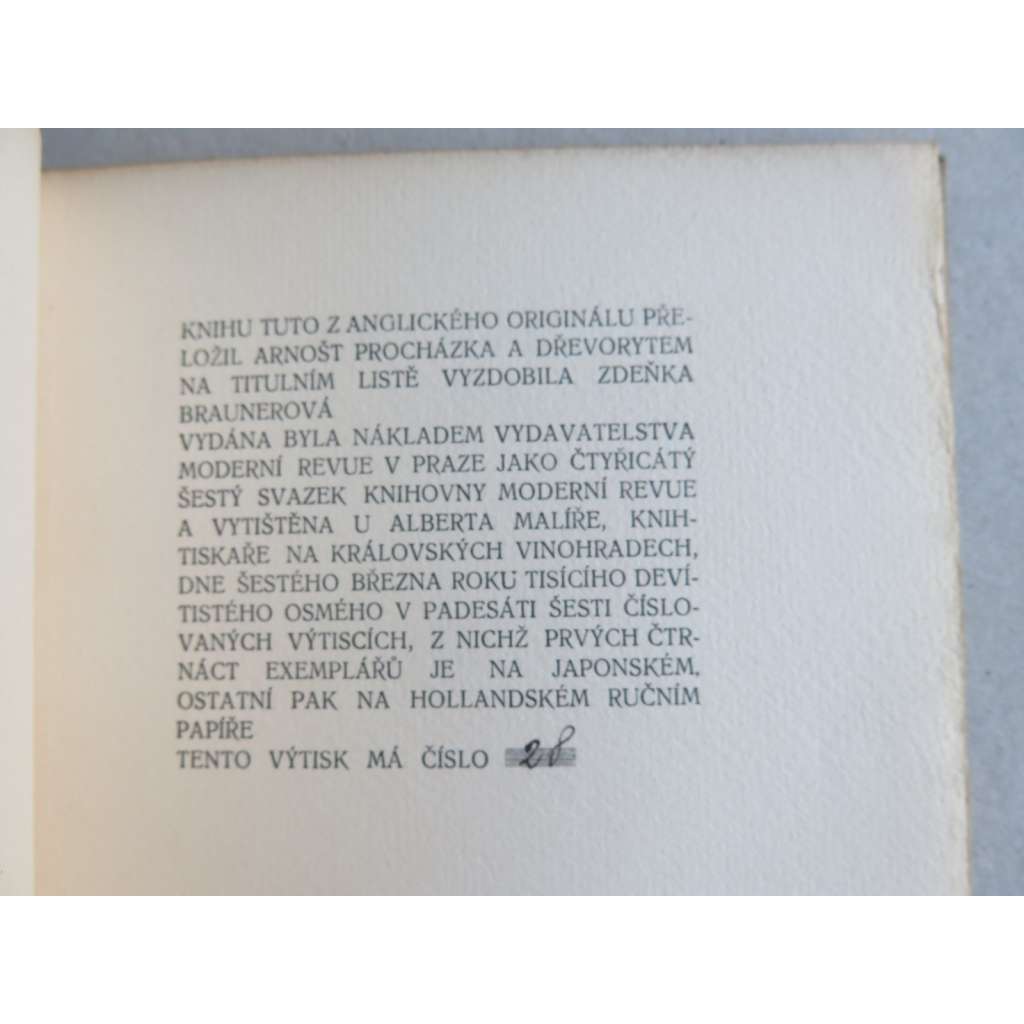 KNIHU TUTO Z ANGLICKÉHO ORIGINÁLU PŘE-
LOŽIL ARNOŠT PROCHÁZKA A DŘEVORYTEM
NA TITULNÍM LISTĚ VYZDOBILA ZDEŇKA
BRAUNEROVÁ
VYDÁNA BYLA NÁKLADEM VYDAVATELSTVA
MODERNÍ REVUE V PRAZE JAKO ČTYŘICÁTÝ
ŠESTÝ SVAZEK KNIHOVNY MODERNÍ REVUE
A VYTIŠTĚNA U ALBERTA MALÍŘE, KNIH-
TISKAŘE NA KRÁLOVSKÝCH VINOHRADECH,
DNE ŠESTÉHO BŘEZNA ROKU TISÍCÍHO DEVÍ-
TISTÉHO OSMÉHO V PADESÁTI ŠESTI ČÍSLO-
VANÝCH VÝTISCÍCH, Z NICHŽ PRVÝCH ČTR-
NÁCT EXEMPLÁŘŮ JE NA JAPONSKÉM,
OSTATNÍ PAK NA HOLLANDSKÉM RUČNÍM
PAPÍŘE
TENTO VÝTISK MÁ ČÍSLO 28